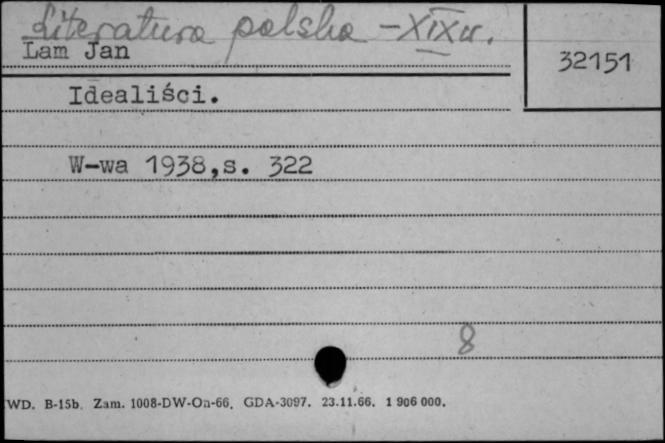 Literatura polska - XIX w.
Lam Jan
32151
Idealiści.
W-wa 1938,s. 322
8
WD. B-15b. Zam. 1008-DW-On-66. GDA-3097. 23.11.66. 1 906 000.